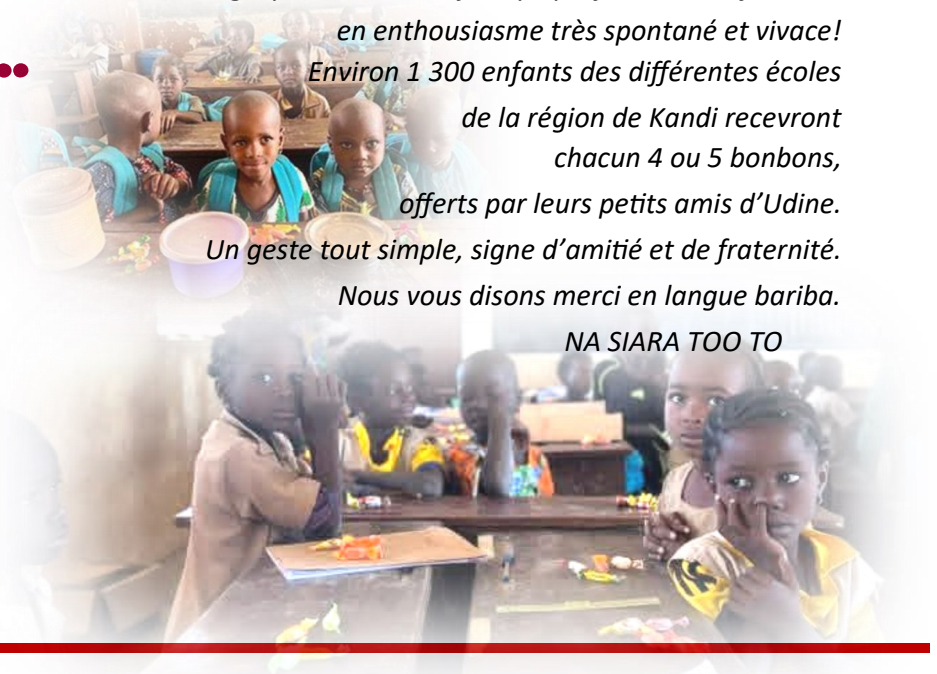 en enthousiasme très spontané et vivace!
Environ 1 300 enfants des différentes écoles
de la région de Kandi recevront
chacun 4 ou 5 bonbons,
offerts par leurs petits amis d’Udine.
Un geste tout simple, signe d’amitié et de fraternité.
Nous vous disons merci en langue bariba.
NA SIARA TOO TO